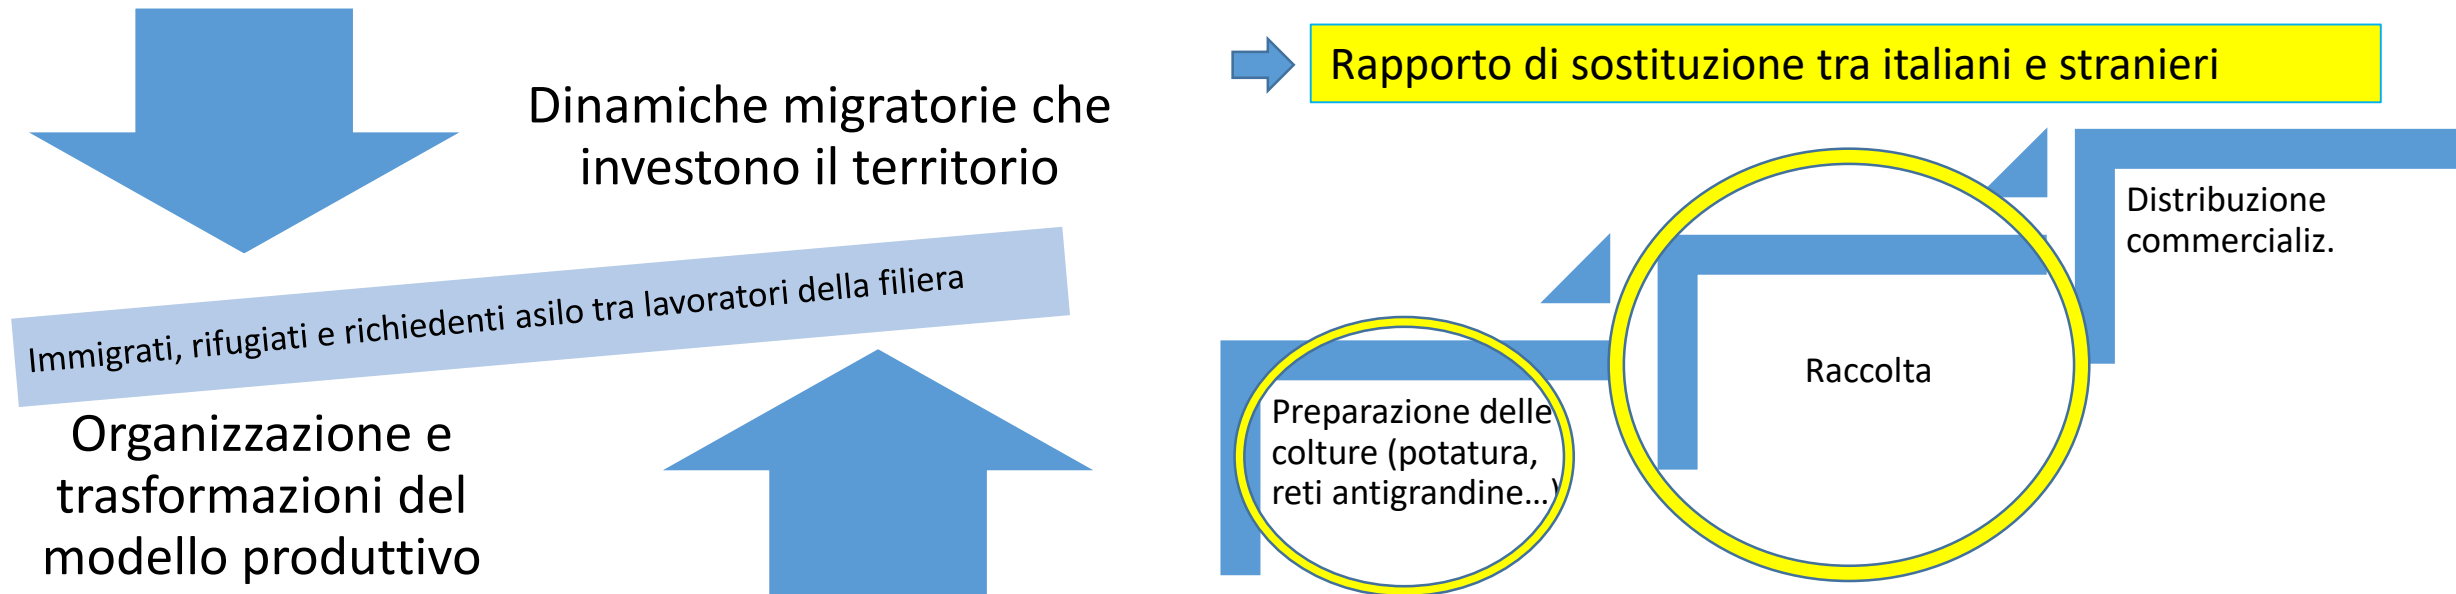 Dinamiche migratorie che
investono il territorio
Immigrati, rifugiati e richiedenti asilo tra lavoratori della filiera
Organizzazione e
trasformazioni del
modello produttivo
Rapporto di sostituzione tra italiani e stranieri
Preparazione delle
colture (potatura,
reti antigrandine...)
Raccolta
Distribuzione
commercializ.